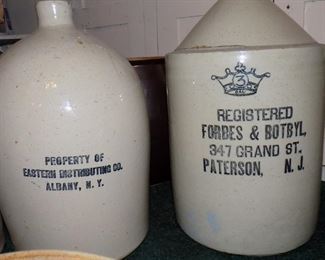 PROPERTY OF
EASTERN DISTRIBUTING CO.
ALBANY, N. Y.
3
REGISTERED
FORBES & BOTBYL,
347 GRAND ST.
PATERSON, N. J.